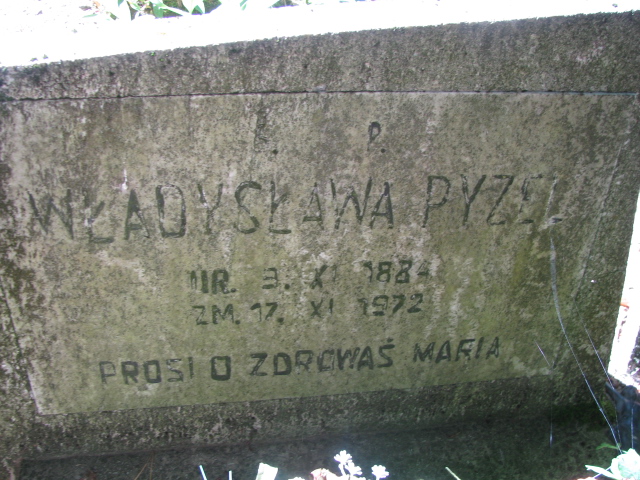 Ś. P.
WŁADYSŁAWA PYZEL
UR. 3. XI 1884
ZM. 17. XI 1972
PROSI O ZDROWAŚ MARIA